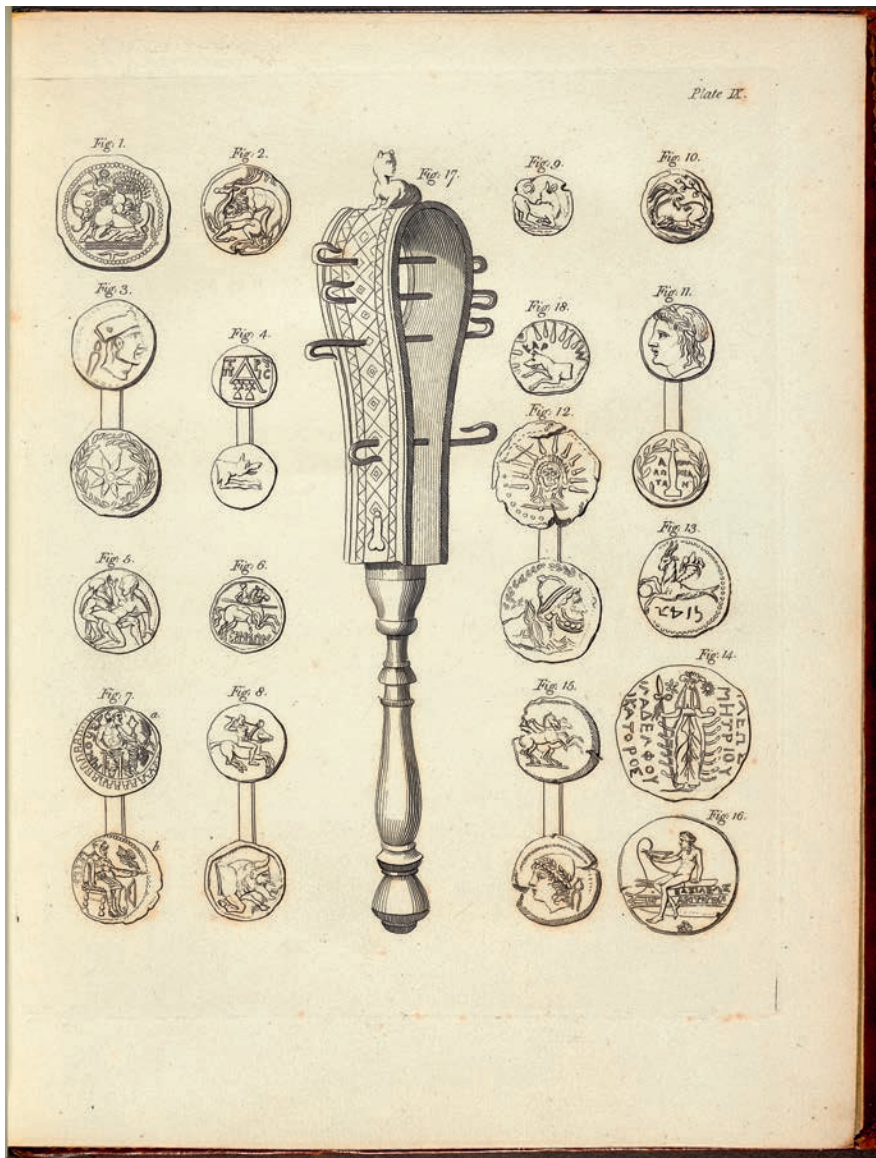 Plate IX.
Fig. 1.
Fig. 2.
Fig. 17.
Fig. 9.
Fig. 10.
Fig. 3.
Fig. 4.
Fig. 18.
Fig. 11.
Fig. 12.
Fig. 5.
Fig. 6.
Fig. 13.
Fig. 14.
ΜΗΤΡΙΟΥ
ΑΔΕΛΦΟΥ
ΚΑΤΟΡΟΣ
Fig. 7.
a
Fig. 8.
Fig. 15.
Fig. 16.
b